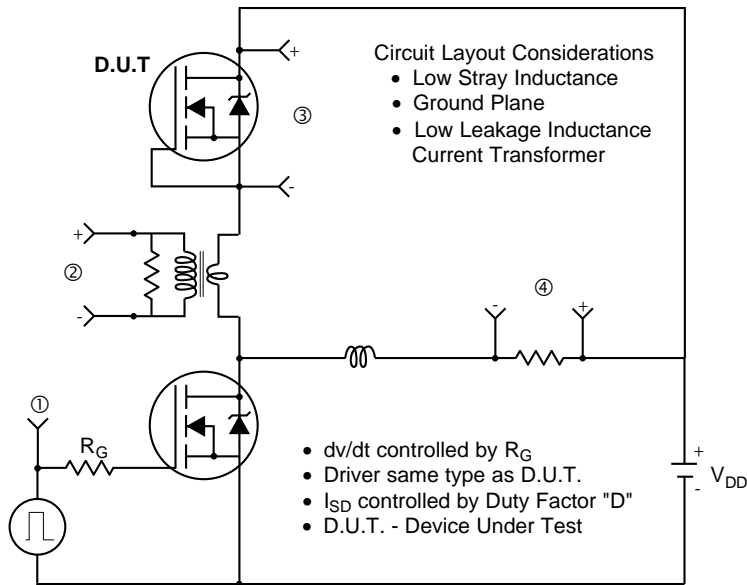 D.U.T
+
Circuit Layout Considerations
• Low Stray Inductance
③
• Ground Plane
• Low Leakage Inductance
Current Transformer
-
+
②
-
④
- +
①
R_G
• dv/dt controlled by R_G
• Driver same type as D.U.T.
• I_SD controlled by Duty Factor "D"
• D.U.T. - Device Under Test
+
V_DD
-